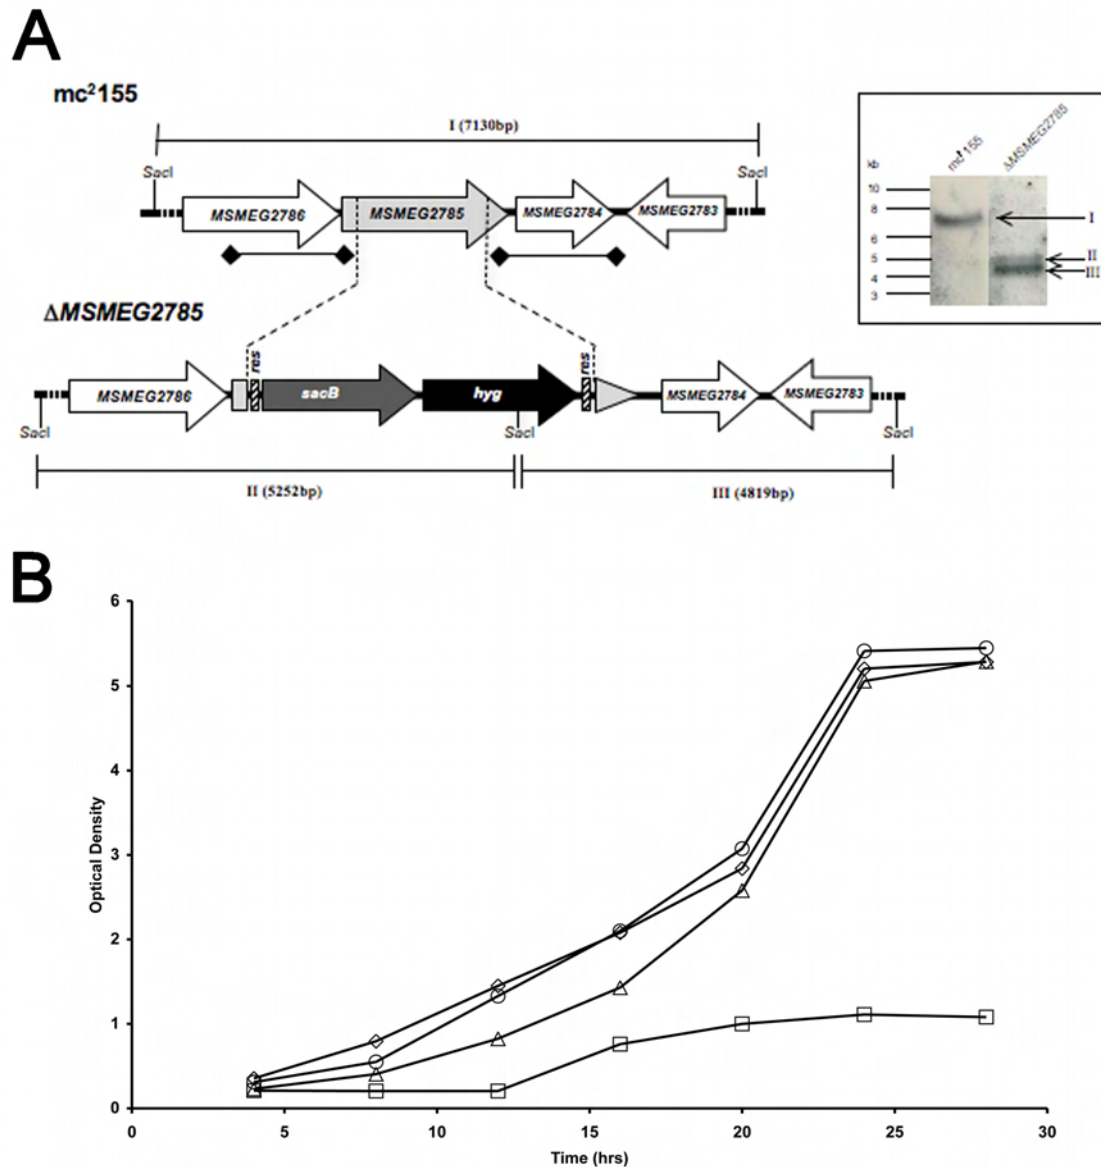 A
mc²155
I (7130bp)
SacI
SacI
MSMEG2786
MSMEG2785
MSMEG2784
MSMEG2783
ΔMSMEG2785
res
res
MSMEG2786
sacB
hyg
MSMEG2784
MSMEG2783
SacI
SacI
SacI
II (5252bp)
III (4819bp)
mc²155
ΔMSMEG2785
kb
10
8
6
5
4
3
I
II
III
B
Optical Density
6
5
4
3
2
1
0
0
5
10
15
20
25
30
Time (hrs)